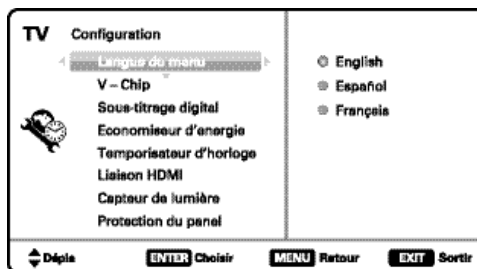 TV Configuration
Langue du menu
V – Chip
Sous-titrage digital
Economiseur d'energie
Temporisateur d'horloge
Liaison HDMI
Capteur de lumière
Protection du panel
English
Español
Français
Dépla ENTER Choisir MENU Retour EXIT Sortir